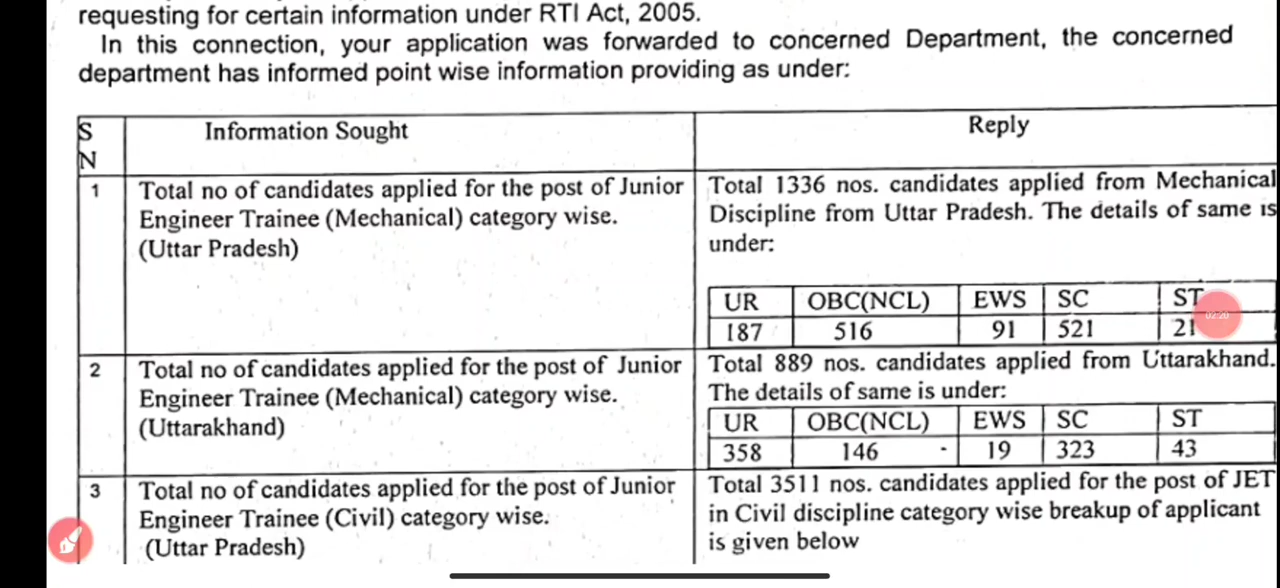 requesting for certain information under RTI Act, 2005.
In this connection, your application was forwarded to concerned Department, the concerned
department has informed point wise information providing as under:
S
N
Information Sought
Reply
1
Total no of candidates applied for the post of Junior
Engineer Trainee (Mechanical) category wise.
(Uttar Pradesh)
Total 1336 nos. candidates applied from Mechanical
Discipline from Uttar Pradesh. The details of same is
under:
UR OBC(NCL) EWS SC ST
187 516 91 521 21
02:20
2
Total no of candidates applied for the post of Junior
Engineer Trainee (Mechanical) category wise.
(Uttarakhand)
Total 889 nos. candidates applied from Uttarakhand.
The details of same is under:
UR OBC(NCL) EWS SC ST
358 146 19 323 43
3
Total no of candidates applied for the post of Junior
Engineer Trainee (Civil) category wise.
(Uttar Pradesh)
Total 3511 nos. candidates applied for the post of JET
in Civil discipline category wise breakup of applicant
is given below